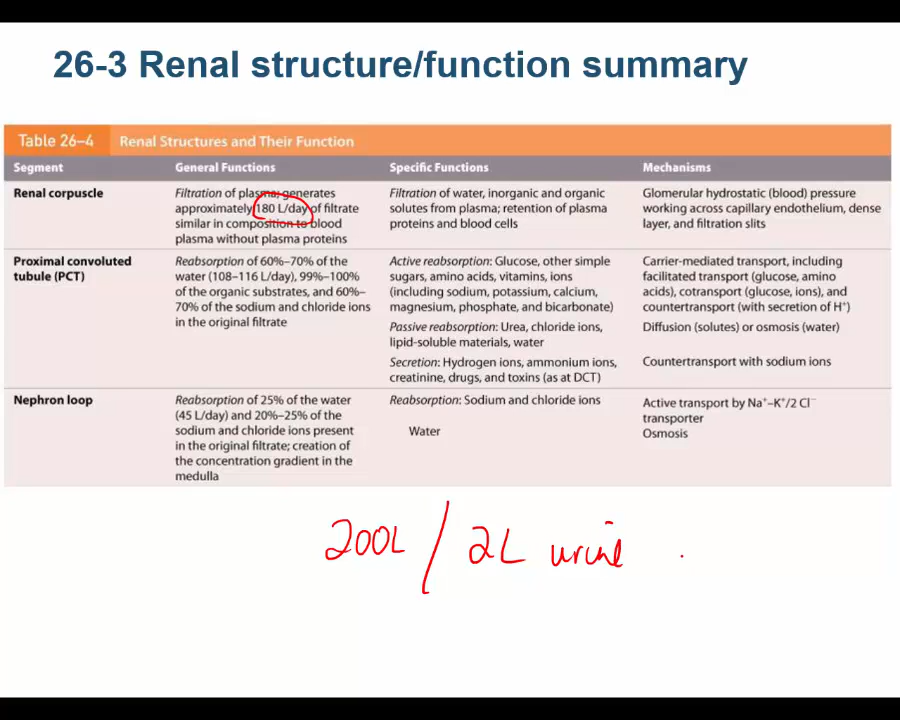 26-3 Renal structure/function summary
Table 26–4 Renal Structures and Their Function
Segment General Functions Specific Functions Mechanisms
Renal corpuscle
Filtration of plasma; generates
approximately 180 L/day of filtrate
similar in composition to blood
plasma without plasma proteins
Filtration of water, inorganic and organic
solutes from plasma; retention of plasma
proteins and blood cells
Glomerular hydrostatic (blood) pressure
working across capillary endothelium, dense
layer, and filtration slits
Proximal convoluted
tubule (PCT)
Reabsorption of 60%–70% of the
water (108–116 L/day), 99%–100%
of the organic substrates, and 60%–
70% of the sodium and chloride ions
in the original filtrate
Active reabsorption: Glucose, other simple
sugars, amino acids, vitamins, ions
(including sodium, potassium, calcium,
magnesium, phosphate, and bicarbonate)
Passive reabsorption: Urea, chloride ions,
lipid-soluble materials, water
Secretion: Hydrogen ions, ammonium ions,
creatinine, drugs, and toxins (as at DCT)
Carrier-mediated transport, including
facilitated transport (glucose, amino
acids), cotransport (glucose, ions), and
countertransport (with secretion of H⁺)
Diffusion (solutes) or osmosis (water)
Countertransport with sodium ions
Nephron loop
Reabsorption of 25% of the water
(45 L/day) and 20%–25% of the
sodium and chloride ions present
in the original filtrate; creation of
the concentration gradient in the
medulla
Reabsorption: Sodium and chloride ions
Water
Active transport by Na⁺–K⁺/2 Cl⁻
transporter
Osmosis
200L / 2L urine